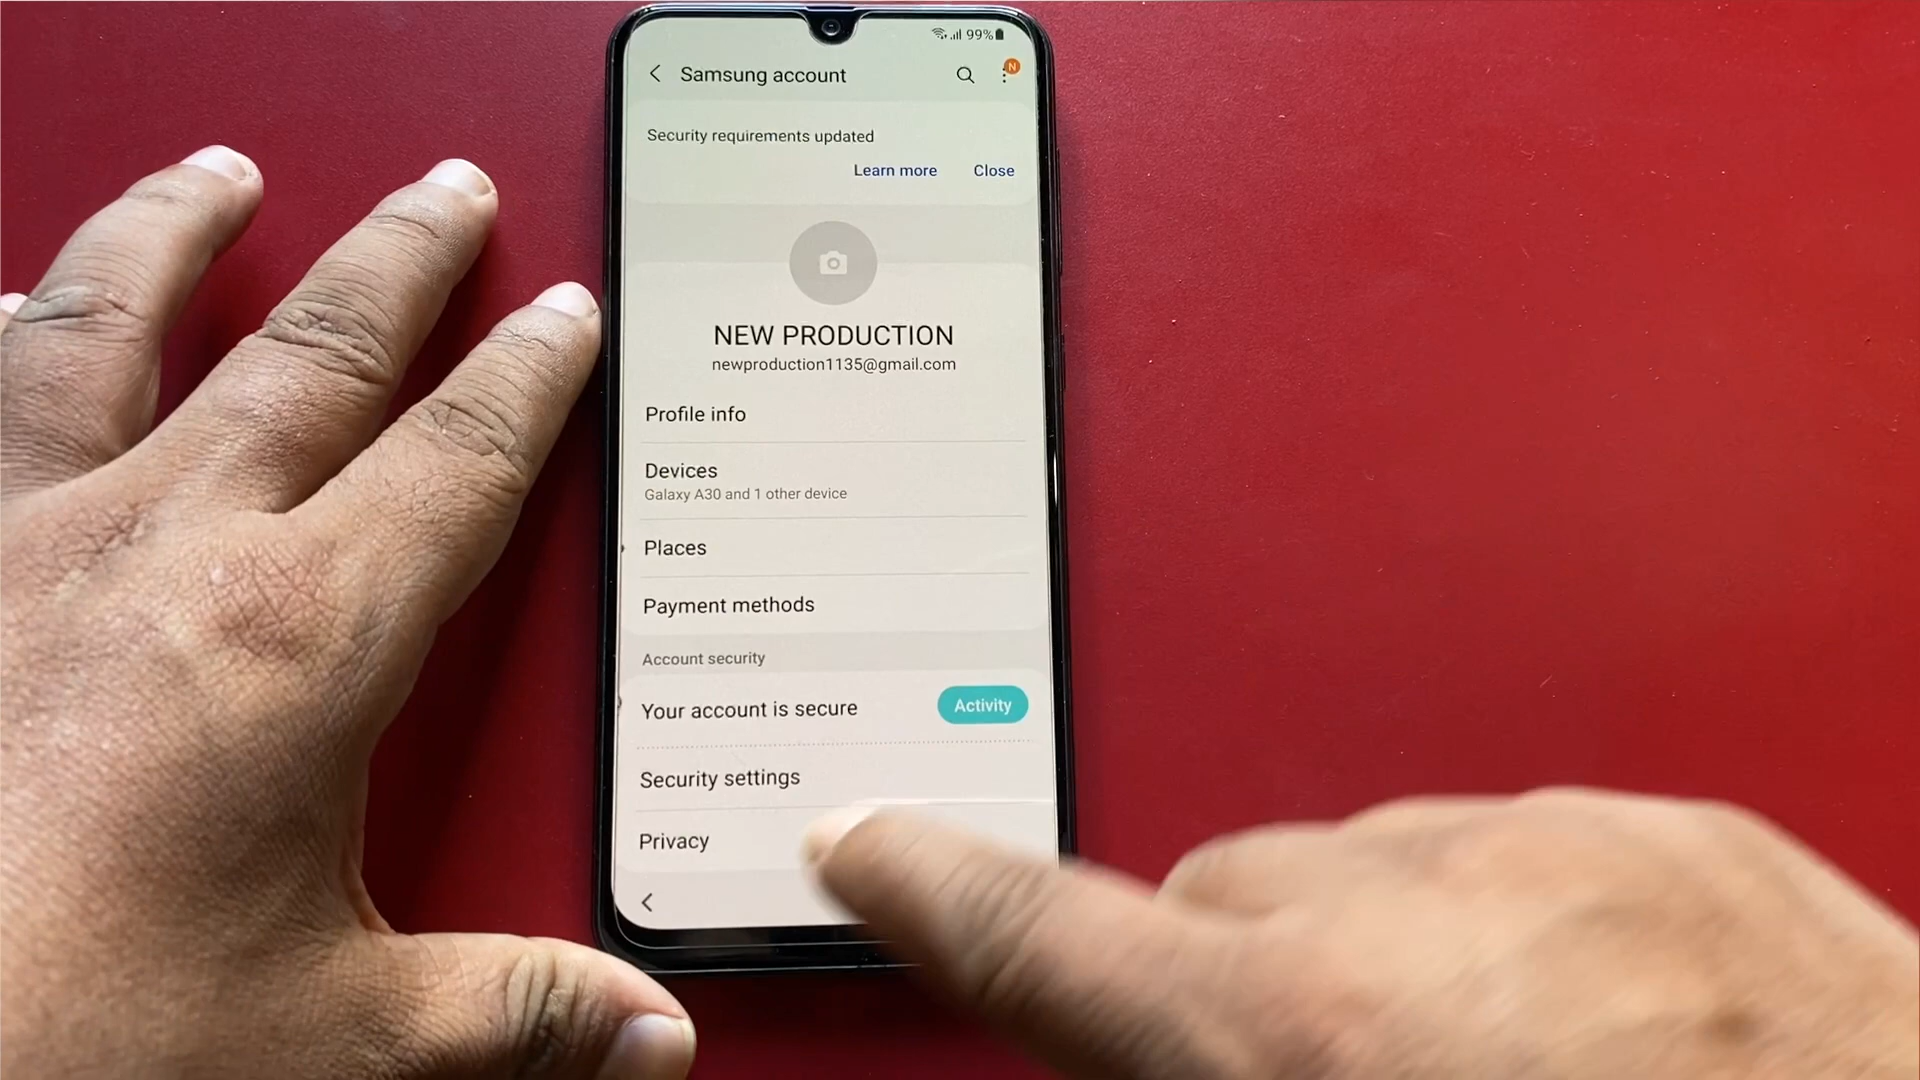 99%
Samsung account
N
Security requirements updated
Learn more Close
NEW PRODUCTION
newproduction1135@gmail.com
Profile info
Devices
Galaxy A30 and 1 other device
Places
Payment methods
Account security
Your account is secure Activity
Security settings
Privacy